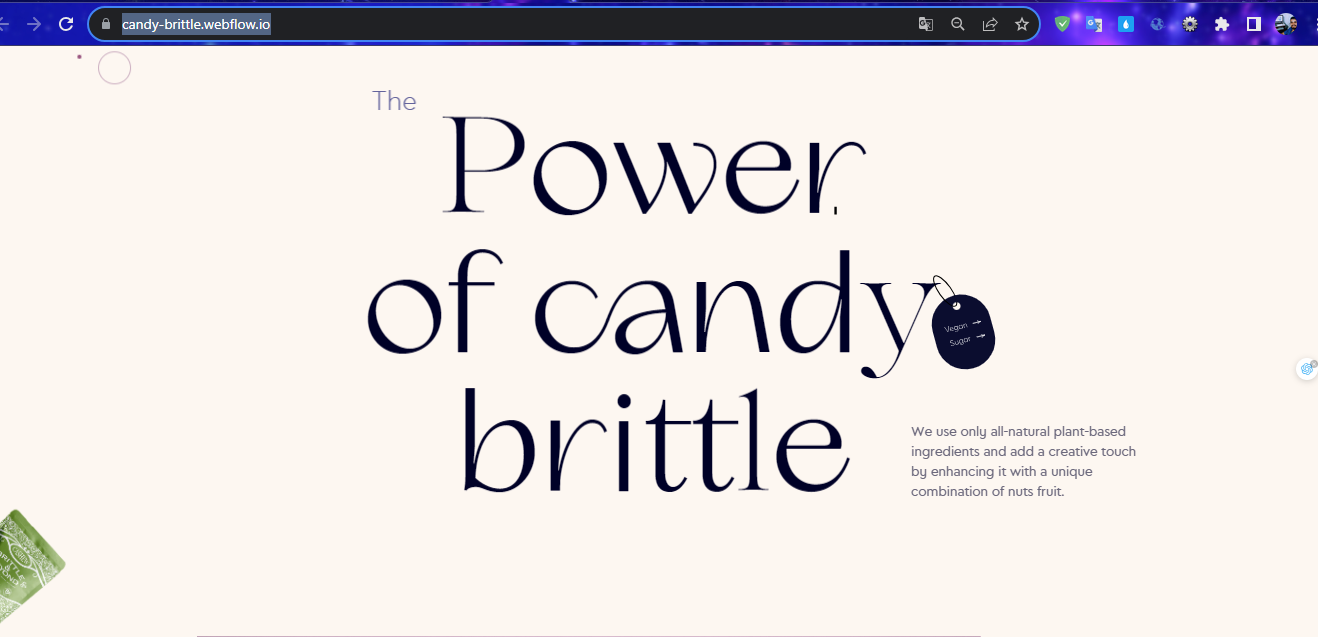 candy-brittle.webflow.io
The
Power
of candy
brittle
Vegan →
Sugar →
We use only all-natural plant-based
ingredients and add a creative touch
by enhancing it with a unique
combination of nuts fruit.